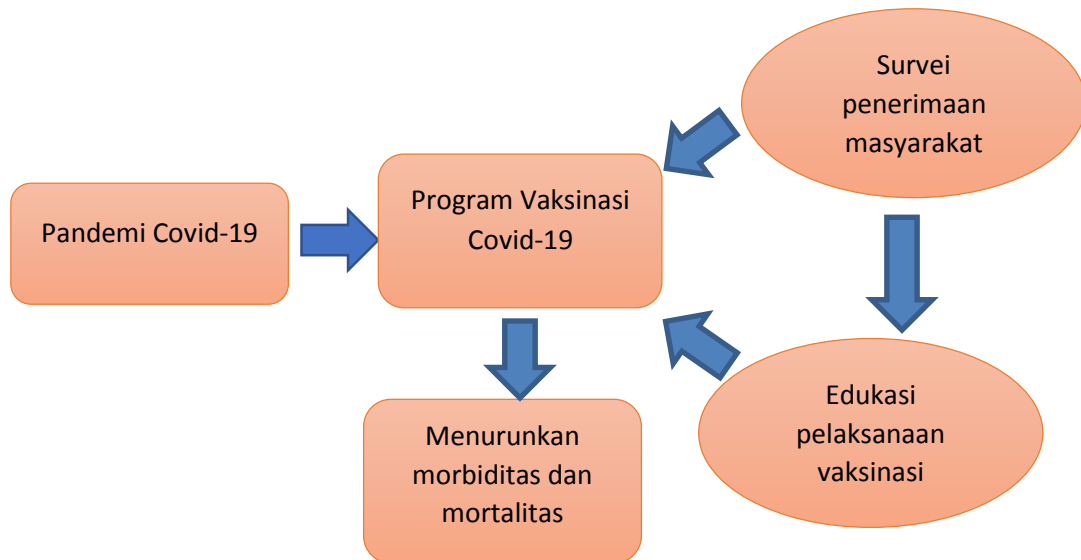 Pandemi Covid-19
Program Vaksinasi
Covid-19
Menurunkan
morbiditas dan
mortalitas
Survei
penerimaan
masyarakat
Edukasi
pelaksanaan
vaksinasi